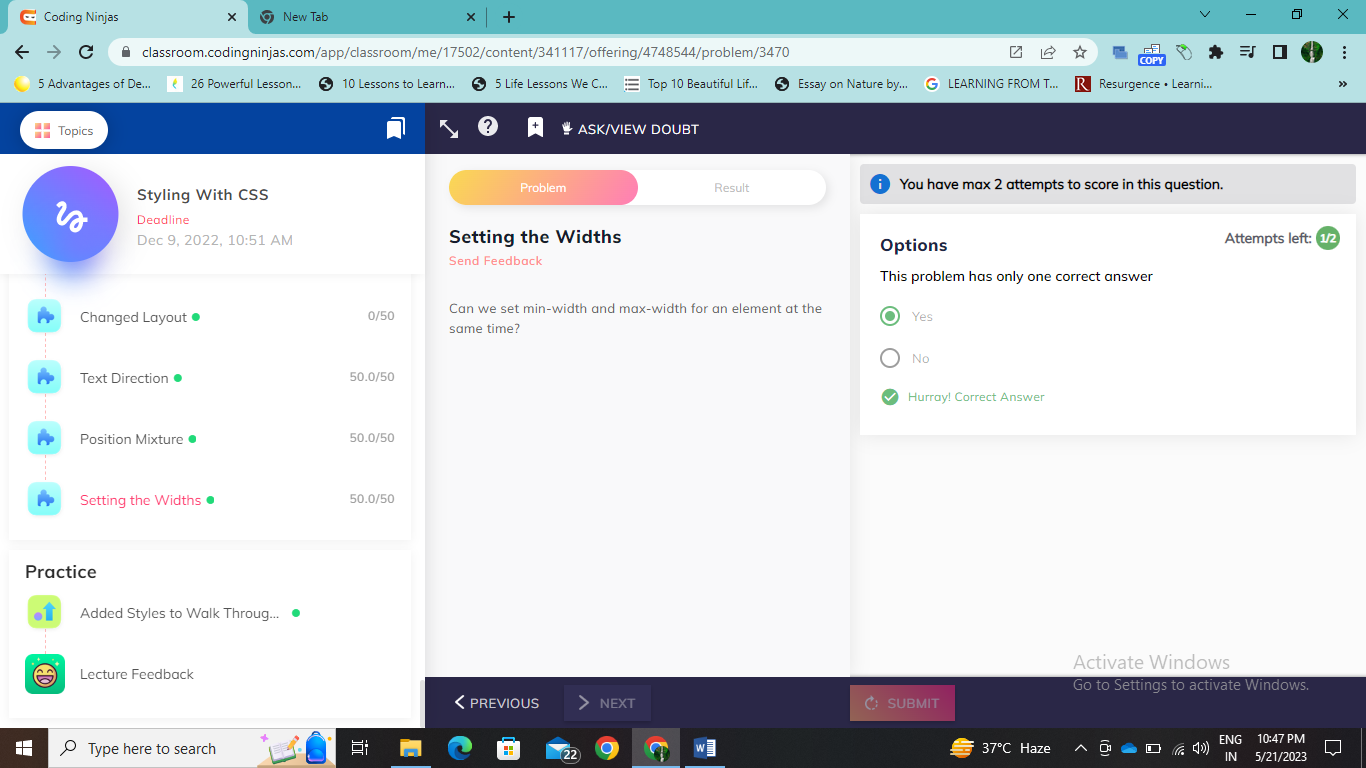 Coding Ninjas
New Tab
classroom.codingninjas.com/app/classroom/me/17502/content/341117/offering/4748544/problem/3470
COPY
5 Advantages of De...
26 Powerful Lesson...
10 Lessons to Learn...
5 Life Lessons We C...
Top 10 Beautiful Lif...
Essay on Nature by...
LEARNING FROM T...
Resurgence • Learni...
Topics
ASK/VIEW DOUBT
Styling With CSS
Deadline
Dec 9, 2022, 10:51 AM
Changed Layout
0/50
Text Direction
50.0/50
Position Mixture
50.0/50
Setting the Widths
50.0/50
Practice
Added Styles to Walk Throug...
Lecture Feedback
Problem
Result
Setting the Widths
Send Feedback
Can we set min-width and max-width for an element at the
same time?
You have max 2 attempts to score in this question.
Options
Attempts left: 1/2
This problem has only one correct answer
Yes
No
Hurray! Correct Answer
Activate Windows
Go to Settings to activate Windows.
PREVIOUS
NEXT
SUBMIT
Type here to search
22
37°C Haze
ENG
IN
10:47 PM
5/21/2023